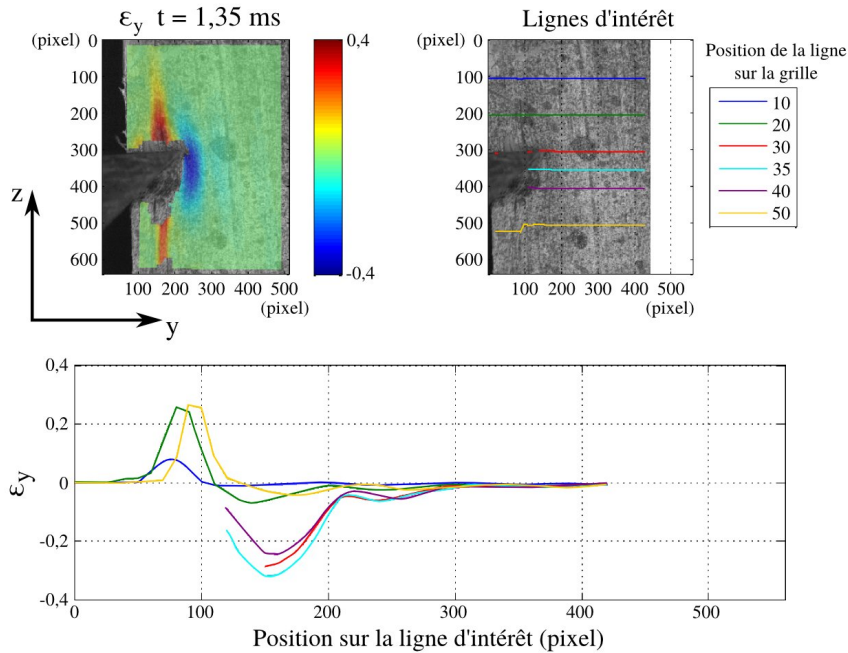 εy t = 1,35 ms
Lignes d'intérêt
(pixel)
0
100
200
300
400
500
600
100 200 300 400 500
(pixel)
0,4
-0,4
z
y
(pixel)
0
100
200
300
400
500
600
100 200 300 400 500
(pixel)
Position de la ligne
sur la grille
10
20
30
35
40
50
0,4
0,2
0
-0,2
-0,4
εy
0 100 200 300 400 500
Position sur la ligne d'intérêt (pixel)